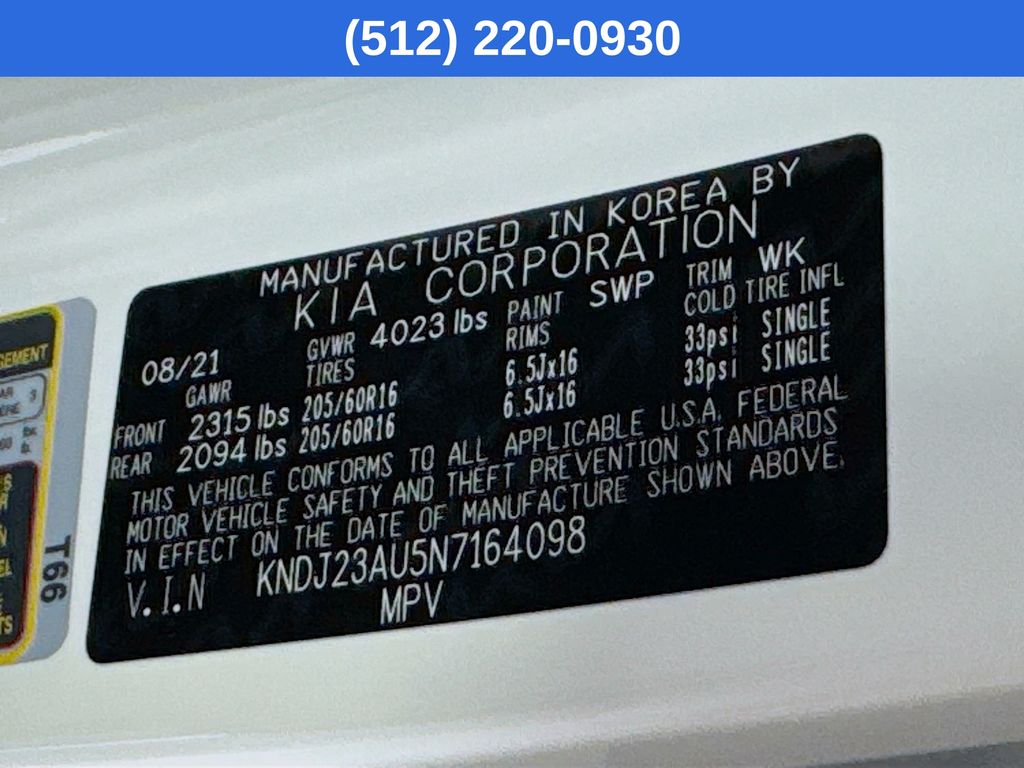 (512) 220-0930
MANUFACTURED IN KOREA BY
KIA CORPORATION
08/21 GVWR 4023 lbs PAINT SWP TRIM WK
GAWR TIRES RIMS COLD TIRE INFL
FRONT 2315 lbs 205/60R16 6.5Jx16 33psi SINGLE
REAR 2094 lbs 205/60R16 6.5Jx16 33psi SINGLE
THIS VEHICLE CONFORMS TO ALL APPLICABLE U.S.A. FEDERAL
MOTOR VEHICLE SAFETY AND THEFT PREVENTION STANDARDS
IN EFFECT ON THE DATE OF MANUFACTURE SHOWN ABOVE.
V.I.N KNDJ23AU5N7164098
MPV
T66